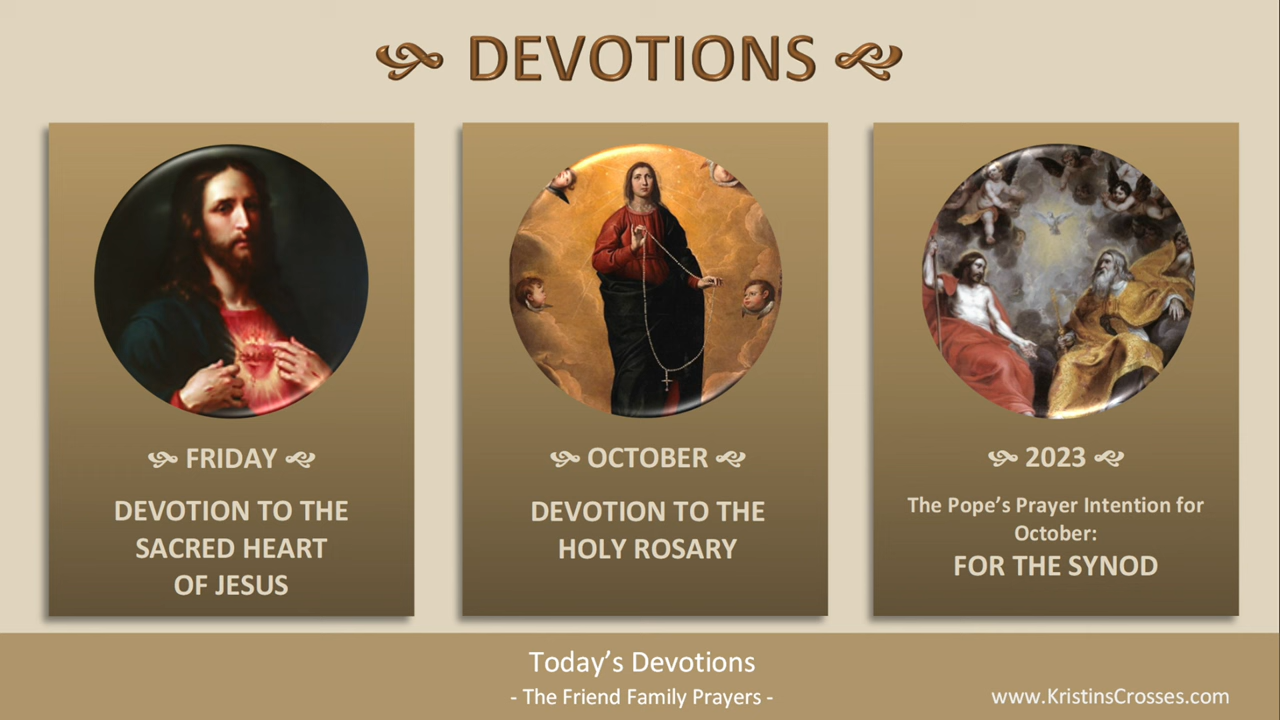 DEVOTIONS
FRIDAY
DEVOTION TO THE
SACRED HEART
OF JESUS
OCTOBER
DEVOTION TO THE
HOLY ROSARY
2023
The Pope’s Prayer Intention for
October:
FOR THE SYNOD
Today’s Devotions
- The Friend Family Prayers -
www.KristinsCrosses.com